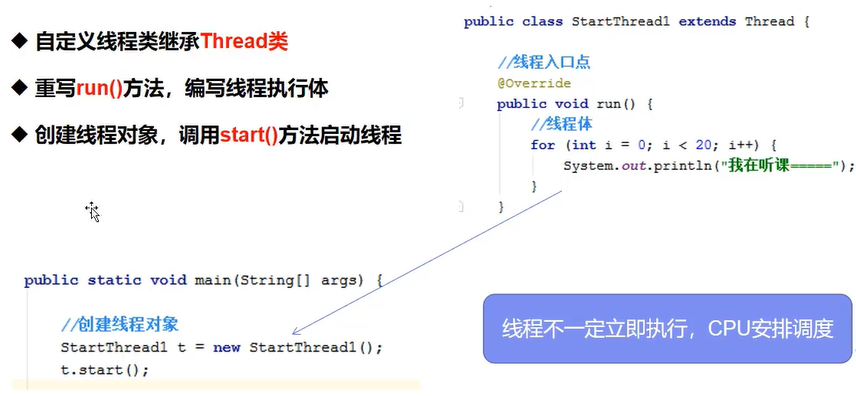 ◆ 自定义线程类继承Thread类
◆ 重写run()方法，编写线程执行体
◆ 创建线程对象，调用start()方法启动线程
public class StartThread1 extends Thread {
//线程入口点
@Override
public void run() {
//线程体
for (int i = 0; i < 20; i++) {
System.out.println("我在听课=====");
}
}
public static void main(String[] args) {
//创建线程对象
StartThread1 t = new StartThread1();
t.start();
线程不一定立即执行，CPU安排调度